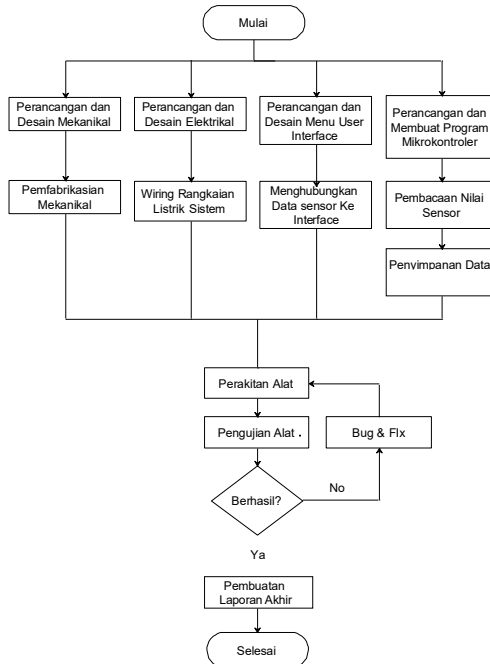 Mulai
Perancangan dan
Desain Mekanikal
Perancangan dan
Desain Elektrikal
Perancangan dan
Desain Menu User
Interface
Perancangan dan
Membuat Program
Mikrokontroler
Pemfabrikasian
Mekanikal
Wiring Rangkaian
Listrik Sistem
Menghubungkan
Data sensor Ke
Interface
Pembacaan Nilai
Sensor
Penyimpanan Data
Perakitan Alat
Pengujian Alat .
Bug & FIx
Berhasil?
No
Ya
Pembuatan
Laporan Akhir
Selesai